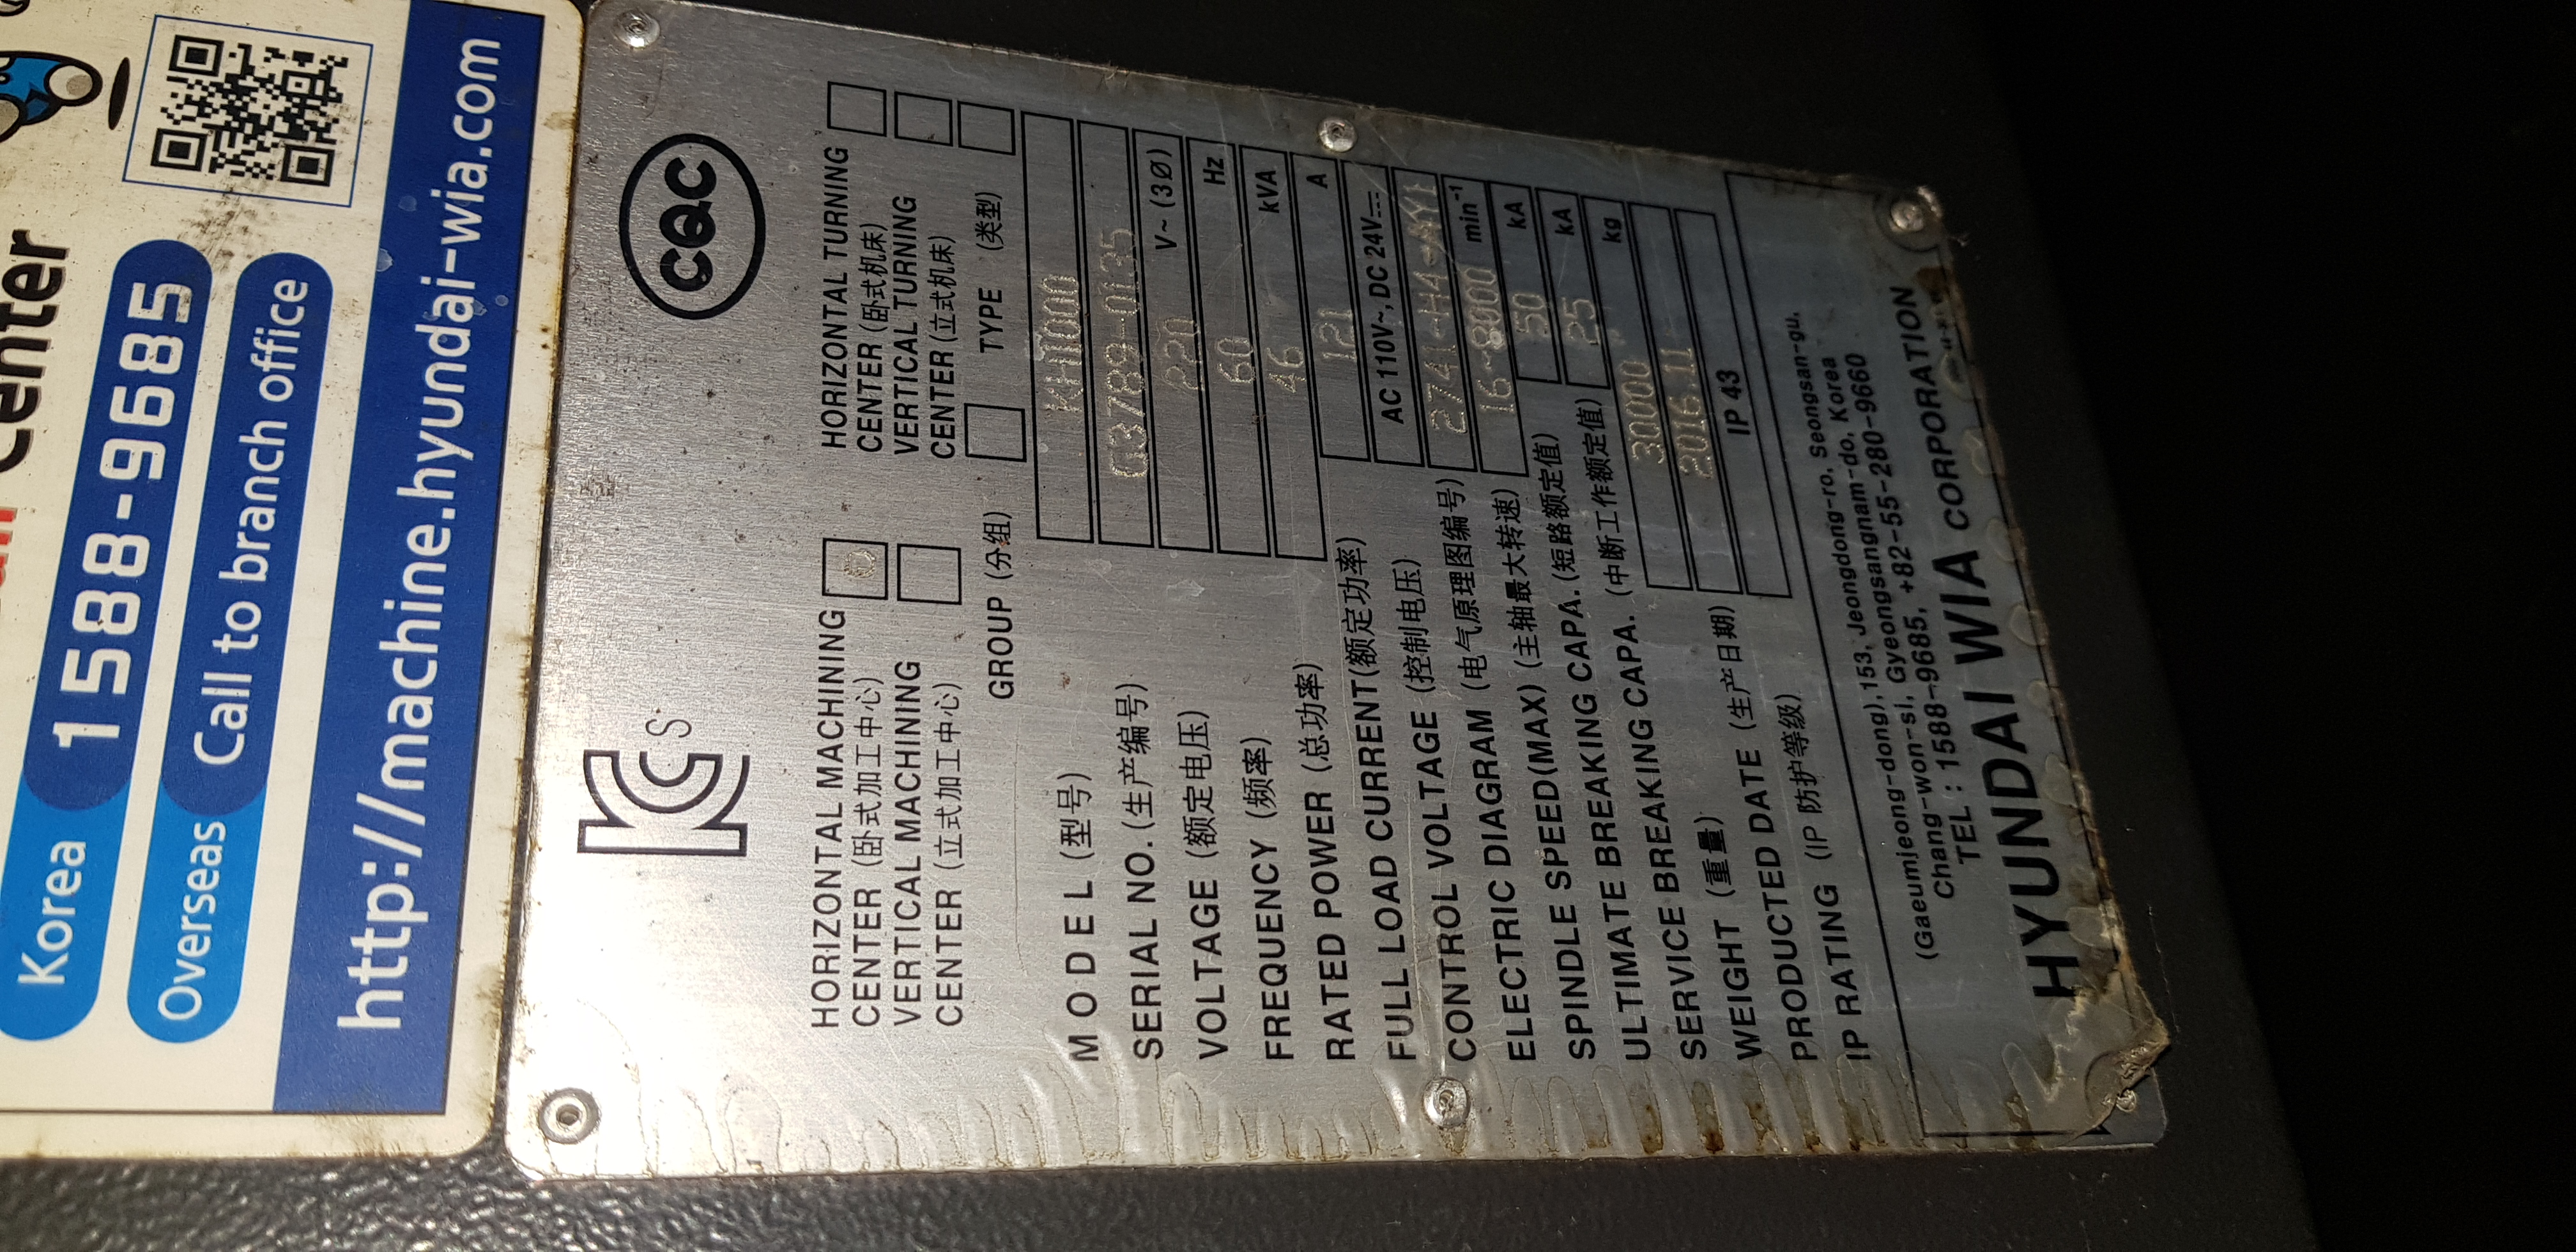 Center
Korea 1588-9685
Overseas Call to branch office
http://machine.hyundai-wia.com
KCs
CQC
HORIZONTAL MACHINING CENTER (卧式加工中心)
HORIZONTAL TURNING CENTER (卧式机床)
VERTICAL MACHINING CENTER (立式加工中心)
VERTICAL TURNING CENTER (立式机床)
GROUP (分组)
TYPE (类型)
MODEL (型号) KH1000
SERIAL NO. (生产编号) G3789-0135
VOLTAGE (额定电压) 220 V~ (3Ø)
FREQUENCY (频率) 60 Hz
RATED POWER (总功率) 46 kVA
FULL LOAD CURRENT(额定功率) 121 A
CONTROL VOLTAGE (控制电压) AC 110V~, DC 24V⎓
ELECTRIC DIAGRAM (电气原理图编号)
SPINDLE SPEED(MAX) (主轴最大转速) 16~8000 min⁻¹
ULTIMATE BREAKING CAPA. (短路额定值) 50 kA
SERVICE BREAKING CAPA. (中断工作额定值) 25 kA
WEIGHT (重量) 30000 kg
PRODUCTED DATE (生产日期) 2016.11
IP RATING (IP 防护等级) IP 43
(Gaeumjeong-dong),153, Jeongdong-ro, Seongsan-gu,
Chang-won-si, Gyeongsangnam-do, Korea
TEL : 1588-9685, +82-55-280-9660
HYUNDAI WIA CORPORATION